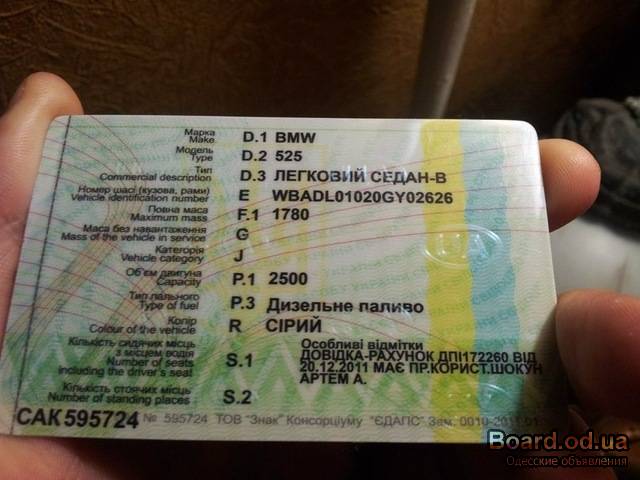 Марка
Make D.1 BMW
Модель
Type D.2 525
Тип
Commercial description D.3 ЛЕГКОВИЙ СЕДАН-В
Номер шасі (кузова, рами)
Vehicle identification number E WBADL01020GY02626
Повна маса
Maximum mass F.1 1780
Маса без навантаження
Mass of the vehicle in service G
Категорія
Vehicle category J
Об'єм двигуна
Capacity P.1 2500
Тип пального
Type of fuel P.3 Дизельне паливо
Колір
Colour of the vehicle R СІРИЙ
Кількість сидячих місць
з місцем водія
Number of seats
including the driver's seat S.1
Особливі відмітки
ДОВІДКА-РАХУНОК ДПІ172260 ВІД
20.12.2011 МАЄ ПР.КОРИСТ.ШОКУН
АРТЕМ А.
Кількість стоячих місць
Number of standing places S.2
САК 595724 № 595724 ТОВ "Знак" Консорціуму "ЄДАПС" Зам. 0010-2011.01
Board.od.ua
Одесские объявления